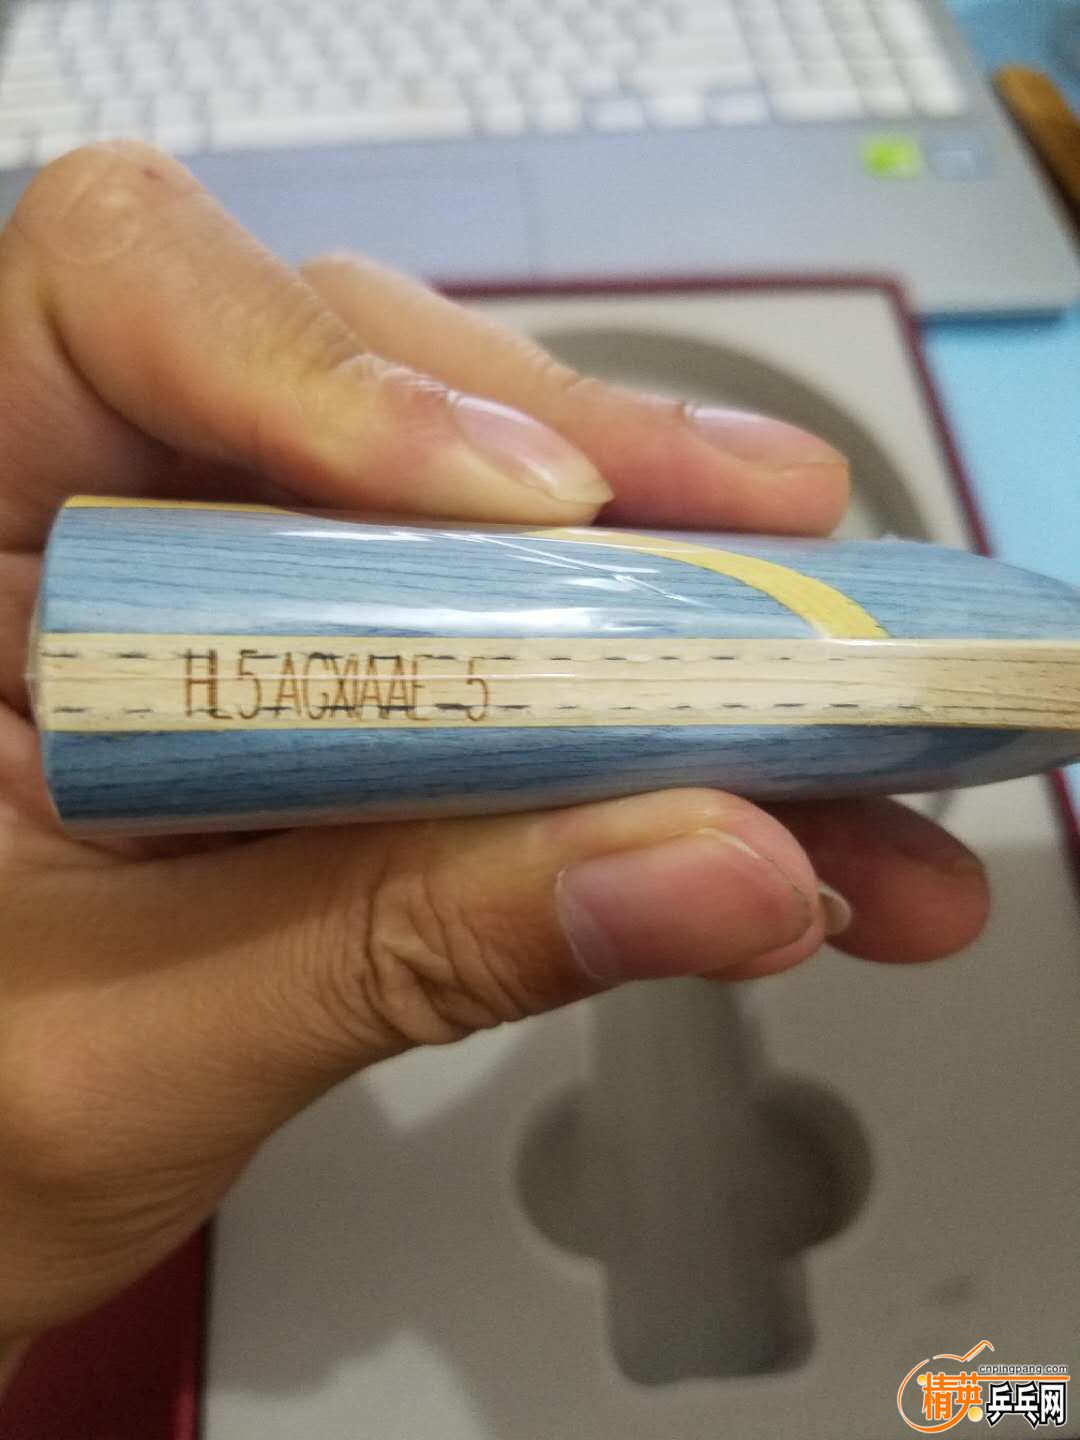 HL5 AGXIAAE 5
cnpingpang.com
精英乒乓网